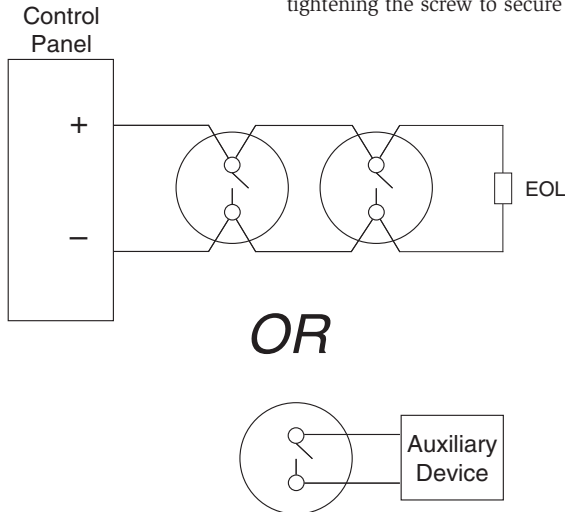 tightening the screw to secure
Control
Panel
+
−
EOL
OR
Auxiliary
Device